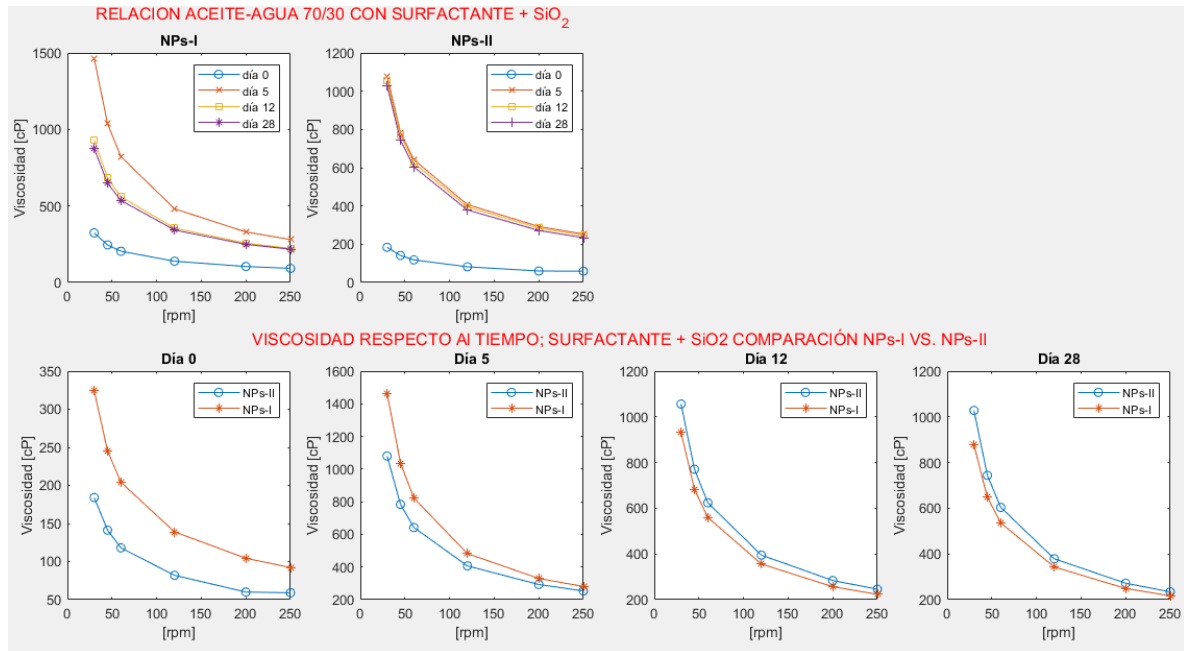 RELACION ACEITE-AGUA 70/30 CON SURFACTANTE + SiO2
NPs-I
NPs-II
1500
1000
500
0
Viscosidad [cP]
día 0
día 5
día 12
día 28
0 50 100 150 200 250
[rpm]
1200
1000
800
600
400
200
0
Viscosidad [cP]
día 0
día 5
día 12
día 28
0 50 100 150 200 250
[rpm]
VISCOSIDAD RESPECTO Al TIEMPO; SURFACTANTE + SiO2 COMPARACIÓN NPs-I VS. NPs-II
Día 0
350
300
250
200
150
100
50
Viscosidad [cP]
NPs-II
NPs-I
0 50 100 150 200 250
[rpm]
Día 5
1600
1400
1200
1000
800
600
400
200
Viscosidad [cP]
NPs-II
NPs-I
0 50 100 150 200 250
[rpm]
Día 12
1200
1000
800
600
400
200
Viscosidad [cP]
NPs-II
NPs-I
0 50 100 150 200 250
[rpm]
Día 28
1200
1000
800
600
400
200
Viscosidad [cP]
NPs-II
NPs-I
0 50 100 150 200 250
[rpm]